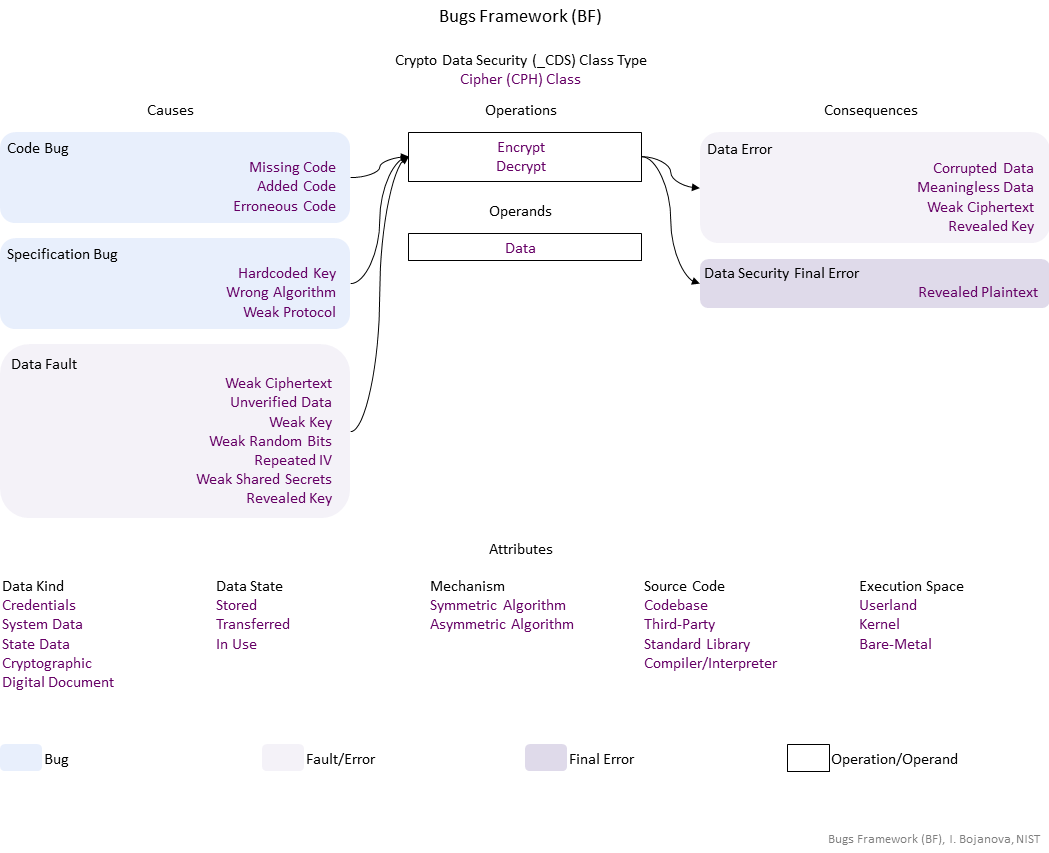 Bugs Framework (BF)
Crypto Data Security (_CDS) Class Type
Cipher (CPH) Class
Causes
Operations
Consequences
Code Bug
Missing Code
Added Code
Erroneous Code
Specification Bug
Hardcoded Key
Wrong Algorithm
Weak Protocol
Data Fault
Weak Ciphertext
Unverified Data
Weak Key
Weak Random Bits
Repeated IV
Weak Shared Secrets
Revealed Key
Encrypt
Decrypt
Operands
Data
Data Error
Corrupted Data
Meaningless Data
Weak Ciphertext
Revealed Key
Data Security Final Error
Revealed Plaintext
Attributes
Data Kind
Credentials
System Data
State Data
Cryptographic
Digital Document
Data State
Stored
Transferred
In Use
Mechanism
Symmetric Algorithm
Asymmetric Algorithm
Source Code
Codebase
Third-Party
Standard Library
Compiler/Interpreter
Execution Space
Userland
Kernel
Bare-Metal
Bug
Fault/Error
Final Error
Operation/Operand
Bugs Framework (BF), I. Bojanova, NIST